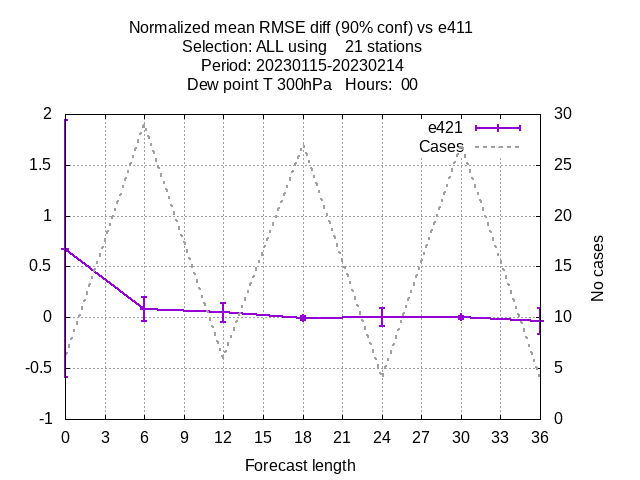 Normalized mean RMSE diff (90% conf) vs e411
Selection: ALL using    21 stations
Period: 20230115-20230214
Dew point T 300hPa   Hours:  00
e421
Cases
2
1.5
1
0.5
0
-0.5
-1
30
25
20
15
10
5
0
No cases
0 3 6 9 12 15 18 21 24 27 30 33 36
Forecast length